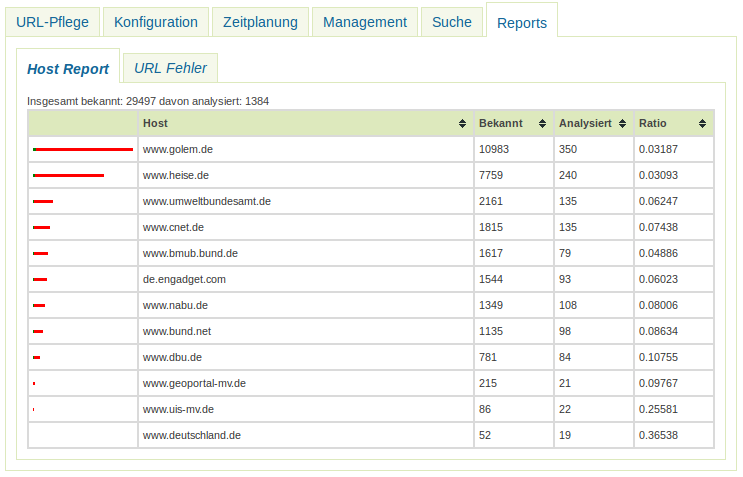 URL-Pflege Konfiguration Zeitplanung Management Suche Reports
Host Report URL Fehler
Insgesamt bekannt: 29497 davon analysiert: 1384
Host Bekannt Analysiert Ratio
www.golem.de 10983 350 0.03187
www.heise.de 7759 240 0.03093
www.umweltbundesamt.de 2161 135 0.06247
www.cnet.de 1815 135 0.07438
www.bmub.bund.de 1617 79 0.04886
de.engadget.com 1544 93 0.06023
www.nabu.de 1349 108 0.08006
www.bund.net 1135 98 0.08634
www.dbu.de 781 84 0.10755
www.geoportal-mv.de 215 21 0.09767
www.uis-mv.de 86 22 0.25581
www.deutschland.de 52 19 0.36538